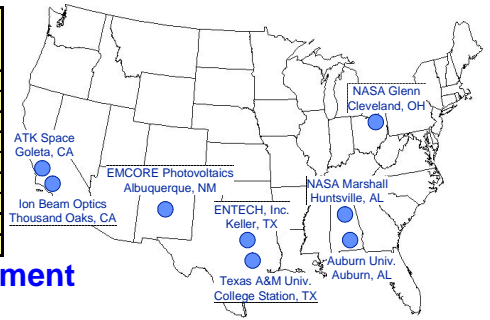 NASA Glenn
Cleveland, OH
ATK Space
Goleta, CA
EMCORE Photovoltaics
Albuquerque, NM
NASA Marshall
Huntsville, AL
Ion Beam Optics
Thousand Oaks, CA
ENTECH, Inc.
Keller, TX
Auburn Univ.
Auburn, AL
Texas A&M Univ.
College Station, TX
ment